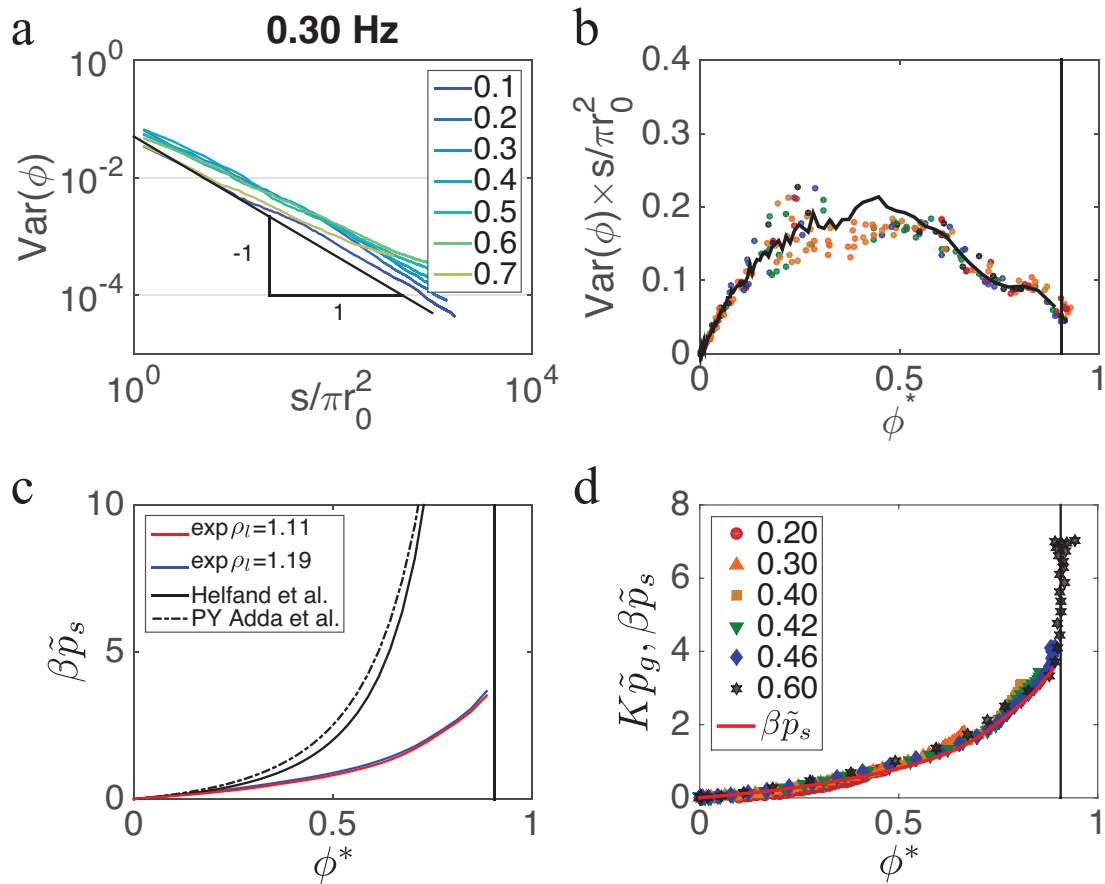 a
0.30 Hz
10^0
10^-2
10^-4
Var(ϕ)
0.1
0.2
0.3
0.4
0.5
0.6
0.7
-1
1
10^0
10^2
10^4
s/πr_0^2
b
0.4
0.3
0.2
0.1
0
Var(ϕ)×s/πr_0^2
0
0.5
1
ϕ^*
c
10
5
0
βp̃_s
exp ρ_l=1.11
exp ρ_l=1.19
Helfand et al.
PY Adda et al.
0
0.5
1
ϕ^*
d
8
6
4
2
0
Kp̃_g, βp̃_s
0.20
0.30
0.40
0.42
0.46
0.60
βp̃_s
0
0.5
1
ϕ^*